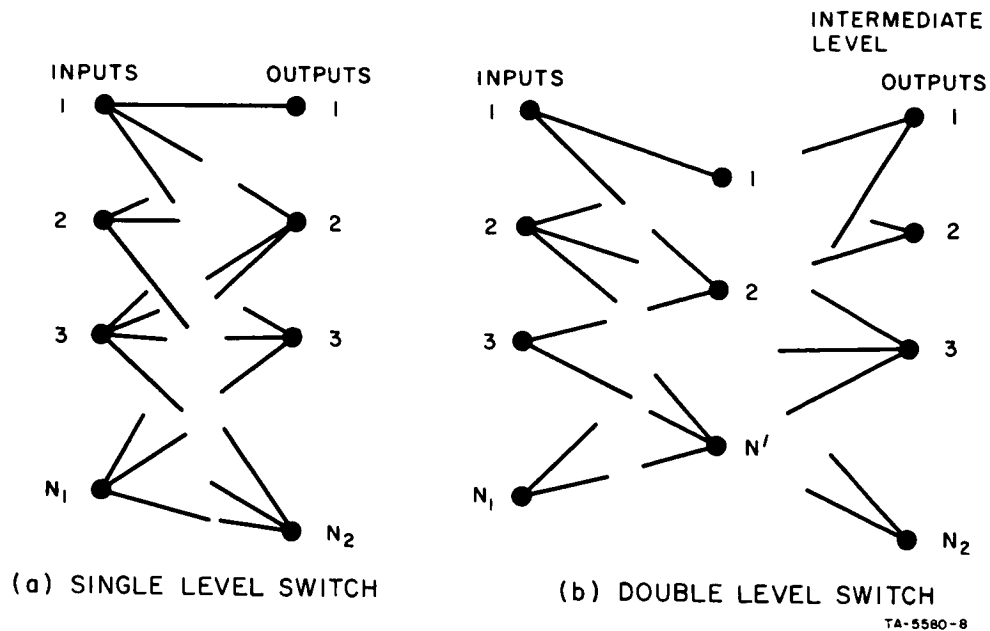 INTERMEDIATE
LEVEL
INPUTS OUTPUTS INPUTS OUTPUTS
1 1 1 1
1
2 2 2 2
2
3 3 3 3
N'
N1 N2 N1 N2
(a) SINGLE LEVEL SWITCH (b) DOUBLE LEVEL SWITCH
TA-5580-8